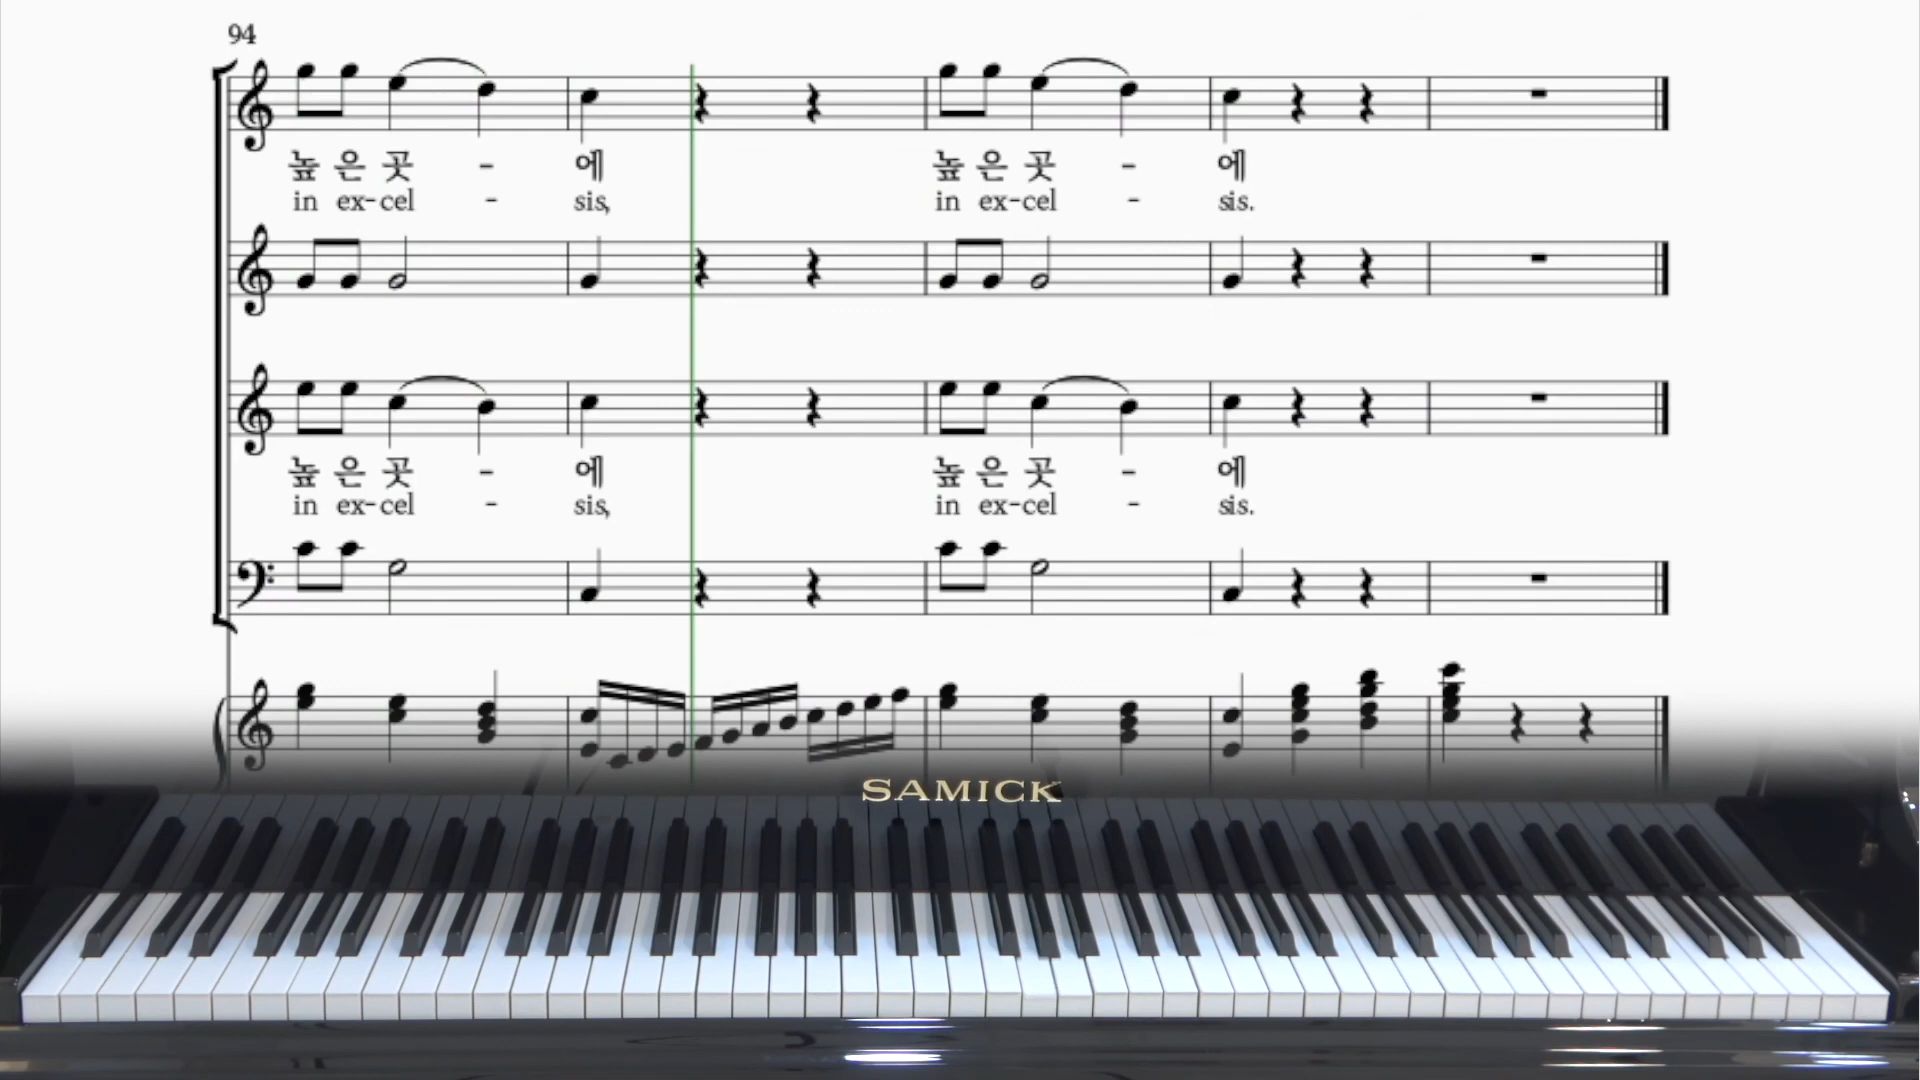 94
높 은 곳 - 에 높 은 곳 - 에
in ex-cel - sis, in ex-cel - sis.
높 은 곳 - 에 높 은 곳 - 에
in ex-cel - sis, in ex-cel - sis.
SAMICK